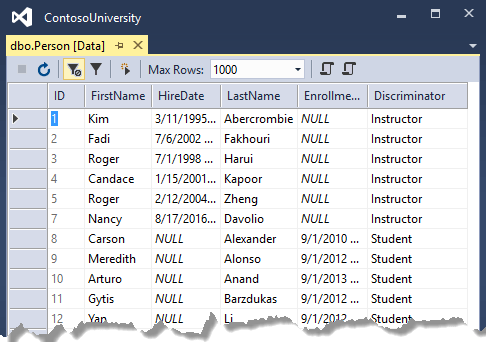 ContosoUniversity
dbo.Person [Data]
Max Rows: 1000
ID FirstName HireDate LastName Enrollme... Discriminator
1 Kim 3/11/1995... Abercrombie NULL Instructor
2 Fadi 7/6/2002 ... Fakhouri NULL Instructor
3 Roger 7/1/1998 ... Harui NULL Instructor
4 Candace 1/15/2001... Kapoor NULL Instructor
5 Roger 2/12/2004... Zheng NULL Instructor
7 Nancy 8/17/2016... Davolio NULL Instructor
8 Carson NULL Alexander 9/1/2010 ... Student
9 Meredith NULL Alonso 9/1/2012 ... Student
10 Arturo NULL Anand 9/1/2013 ... Student
11 Gytis NULL Barzdukas 9/1/2012 ... Student
12 Yan NULL Li 9/1/2012 Student